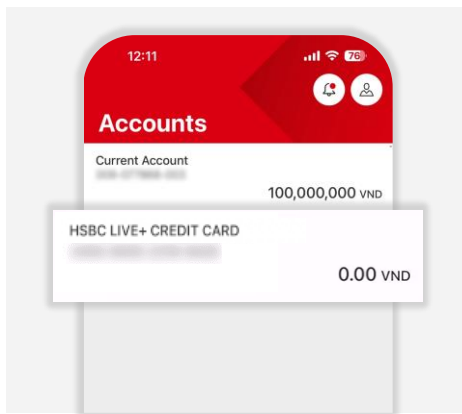 12:11
76
Accounts
Current Account
100,000,000 VND
HSBC LIVE+ CREDIT CARD
0.00 VND